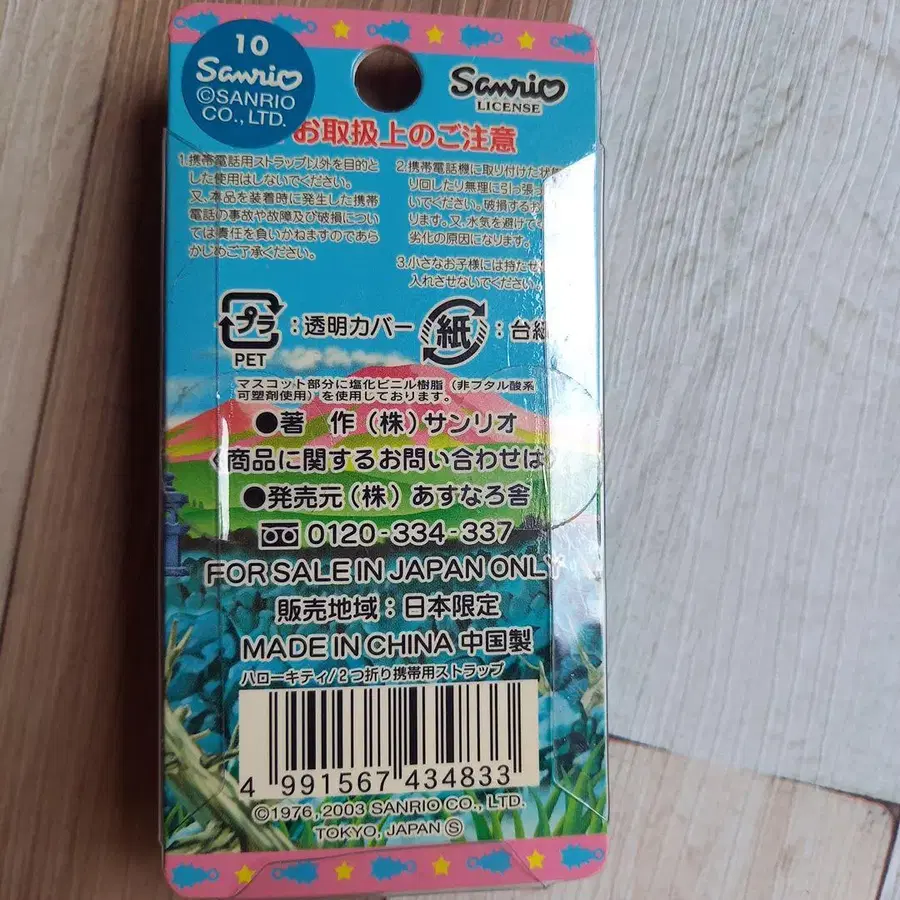 10
Sanrio
©SANRIO
CO., LTD.
Sanrio
LICENSE
お取扱上のご注意
1.携帯電話用ストラップ以外を目的と
した使用はしないでください。
又、本品を装着時に発生した携帯
電話の事故や故障及び破損につい
ては責任を負いかねますのであら
かじめご了承ください。
2.携帯電話機に取り付けた状態
り回したり無理に引っ張っ
いでください。破損するお
ります。又、水気を避けて
劣化の原因になります。
3.小さなお子様には持たせ
入れさせないでください。
プラ
PET
:透明カバー
紙
:台紙
マスコット部分に塩化ビニル樹脂(非フタル酸系
可塑剤使用)を使用しております。
●著 作(株)サンリオ
〈商品に関するお問い合わせは〉
●発売元(株)あすなろ舎
0120-334-337
FOR SALE IN JAPAN ONLY
販売地域:日本限定
MADE IN CHINA 中国製
ハローキティ/2つ折り携帯用ストラップ
4 991567 434833
©1976, 2003 SANRIO CO., LTD.
TOKYO, JAPAN Ⓢ